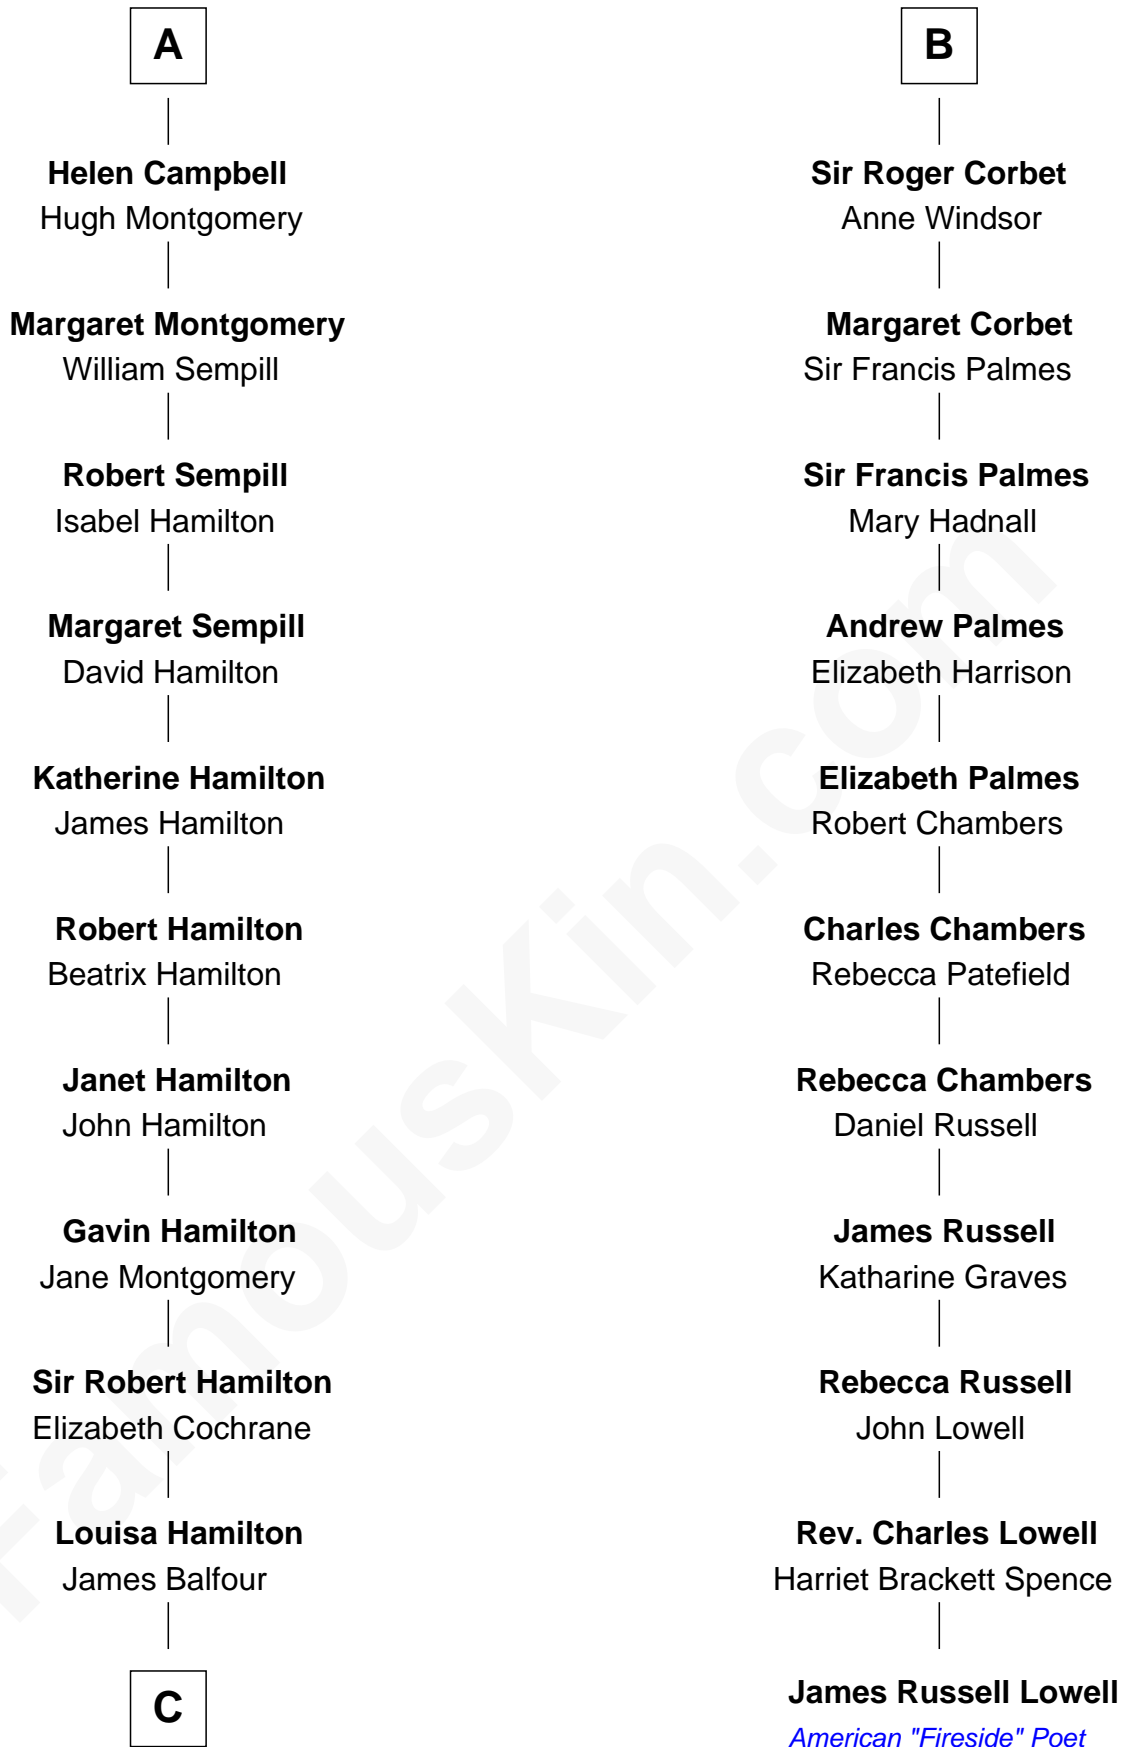 A
Helen Campbell
Hugh Montgomery
Margaret Montgomery
William Sempill
Robert Sempill
Isabel Hamilton
Margaret Sempill
David Hamilton
Katherine Hamilton
James Hamilton
Robert Hamilton
Beatrix Hamilton
Janet Hamilton
John Hamilton
Gavin Hamilton
Jane Montgomery
Sir Robert Hamilton
Elizabeth Cochrane
Louisa Hamilton
James Balfour
C
B
Sir Roger Corbet
Anne Windsor
Margaret Corbet
Sir Francis Palmes
Sir Francis Palmes
Mary Hadnall
Andrew Palmes
Elizabeth Harrison
Elizabeth Palmes
Robert Chambers
Charles Chambers
Rebecca Patefield
Rebecca Chambers
Daniel Russell
James Russell
Katharine Graves
Rebecca Russell
John Lowell
Rev. Charles Lowell
Harriet Brackett Spence
James Russell Lowell
American "Fireside" Poet
FamousKin.com